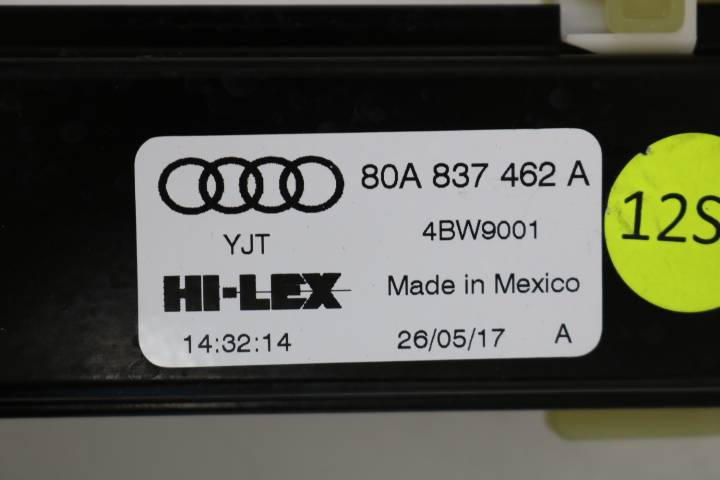 80A 837 462 A
YJT
4BW9001
HI-LEX
Made in Mexico
14:32:14
26/05/17
A
12S